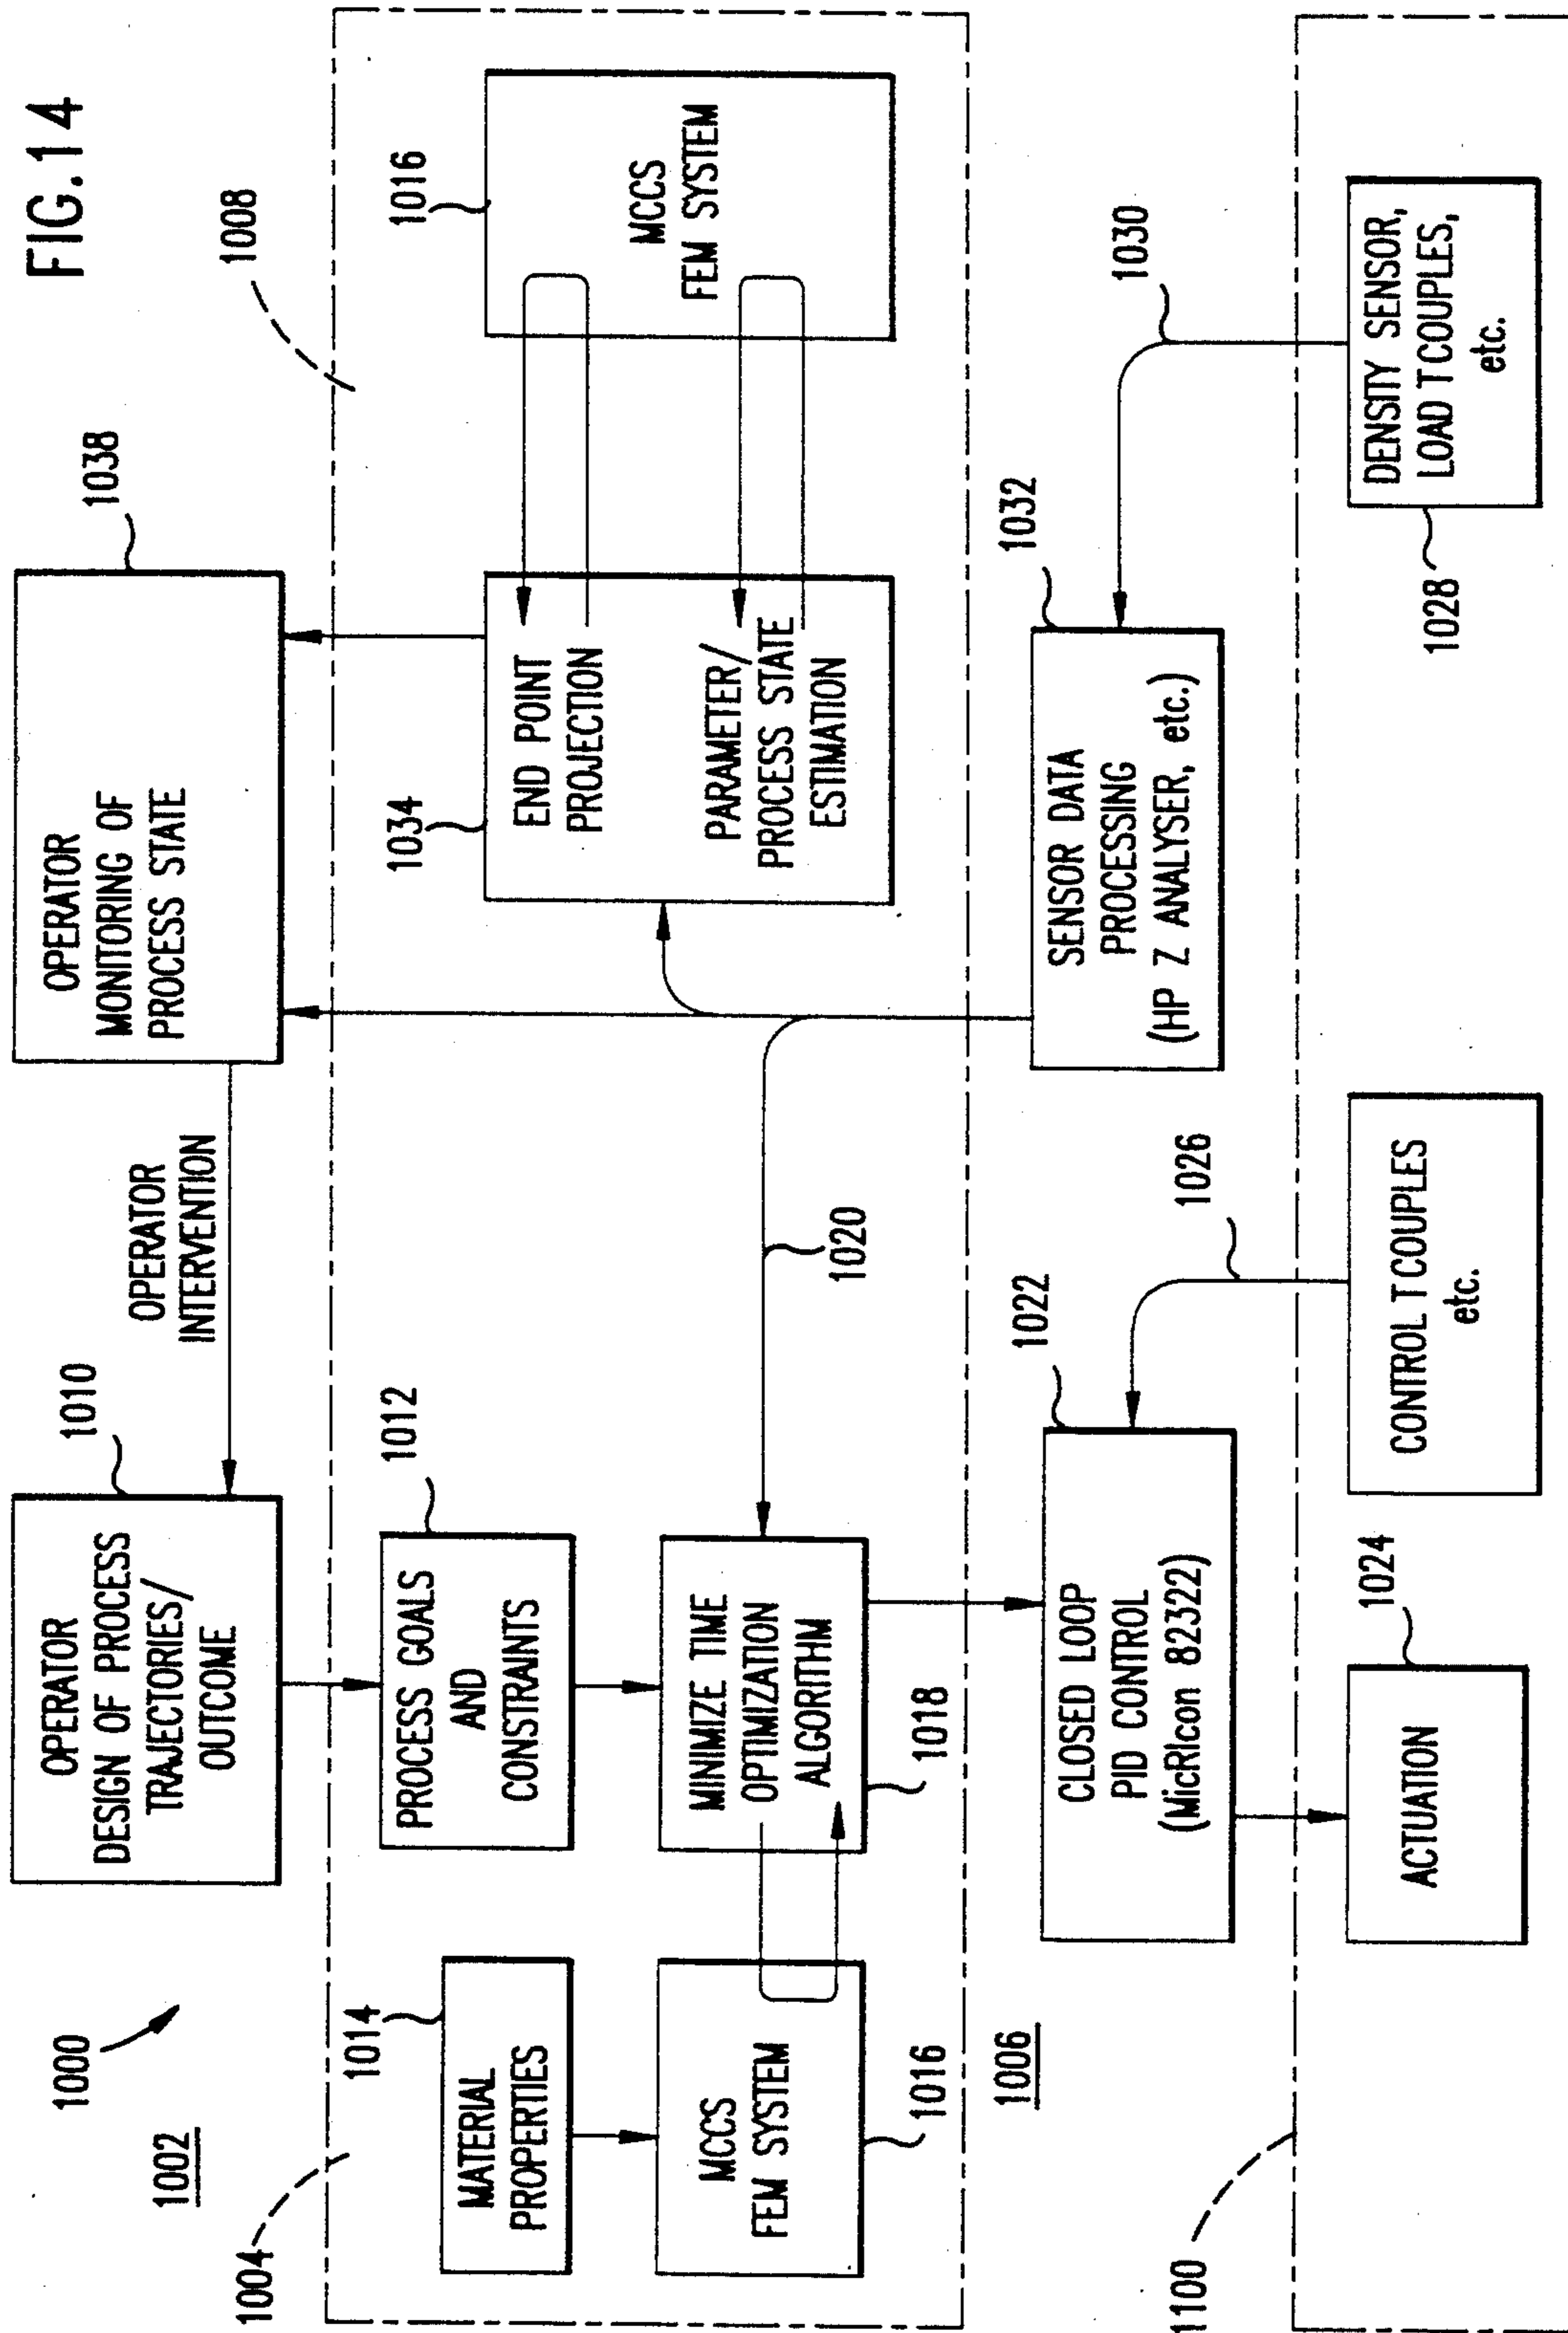 FIG.14
1000
1002
1004
1008
OPERATOR
DESIGN OF PROCESS
TRAJECTORIES/
OUTCOME
1010
OPERATOR
INTERVENTION
OPERATOR
MONITORING OF
PROCESS STATE
1038
MATERIAL
PROPERTIES
1014
PROCESS GOALS
AND
CONSTRAINTS
1012
MCCS
FEM SYSTEM
1016
MINIMIZE TIME
OPTIMIZATION
ALGORITHM
1018
1020
END POINT
PROJECTION
PARAMETER/
PROCESS STATE
ESTIMATION
1034
MCCS
FEM SYSTEM
1016
1006
CLOSED LOOP
PID CONTROL
(MicRIcon 82322)
1022
1026
SENSOR DATA
PROCESSING
(HP Z ANALYSER, etc.)
1032
1030
1100
ACTUATION
1024
CONTROL T COUPLES
etc.
DENSITY SENSOR,
LOAD T COUPLES,
etc.
1028